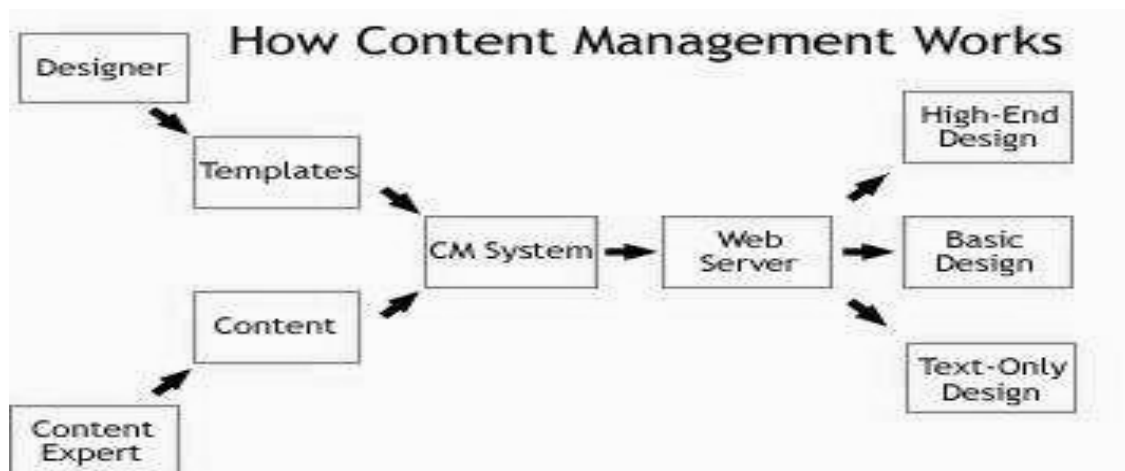 How Content Management Works
Designer
Templates
Content
Content
Expert
CM System
Web
Server
High-End
Design
Basic
Design
Text-Only
Design